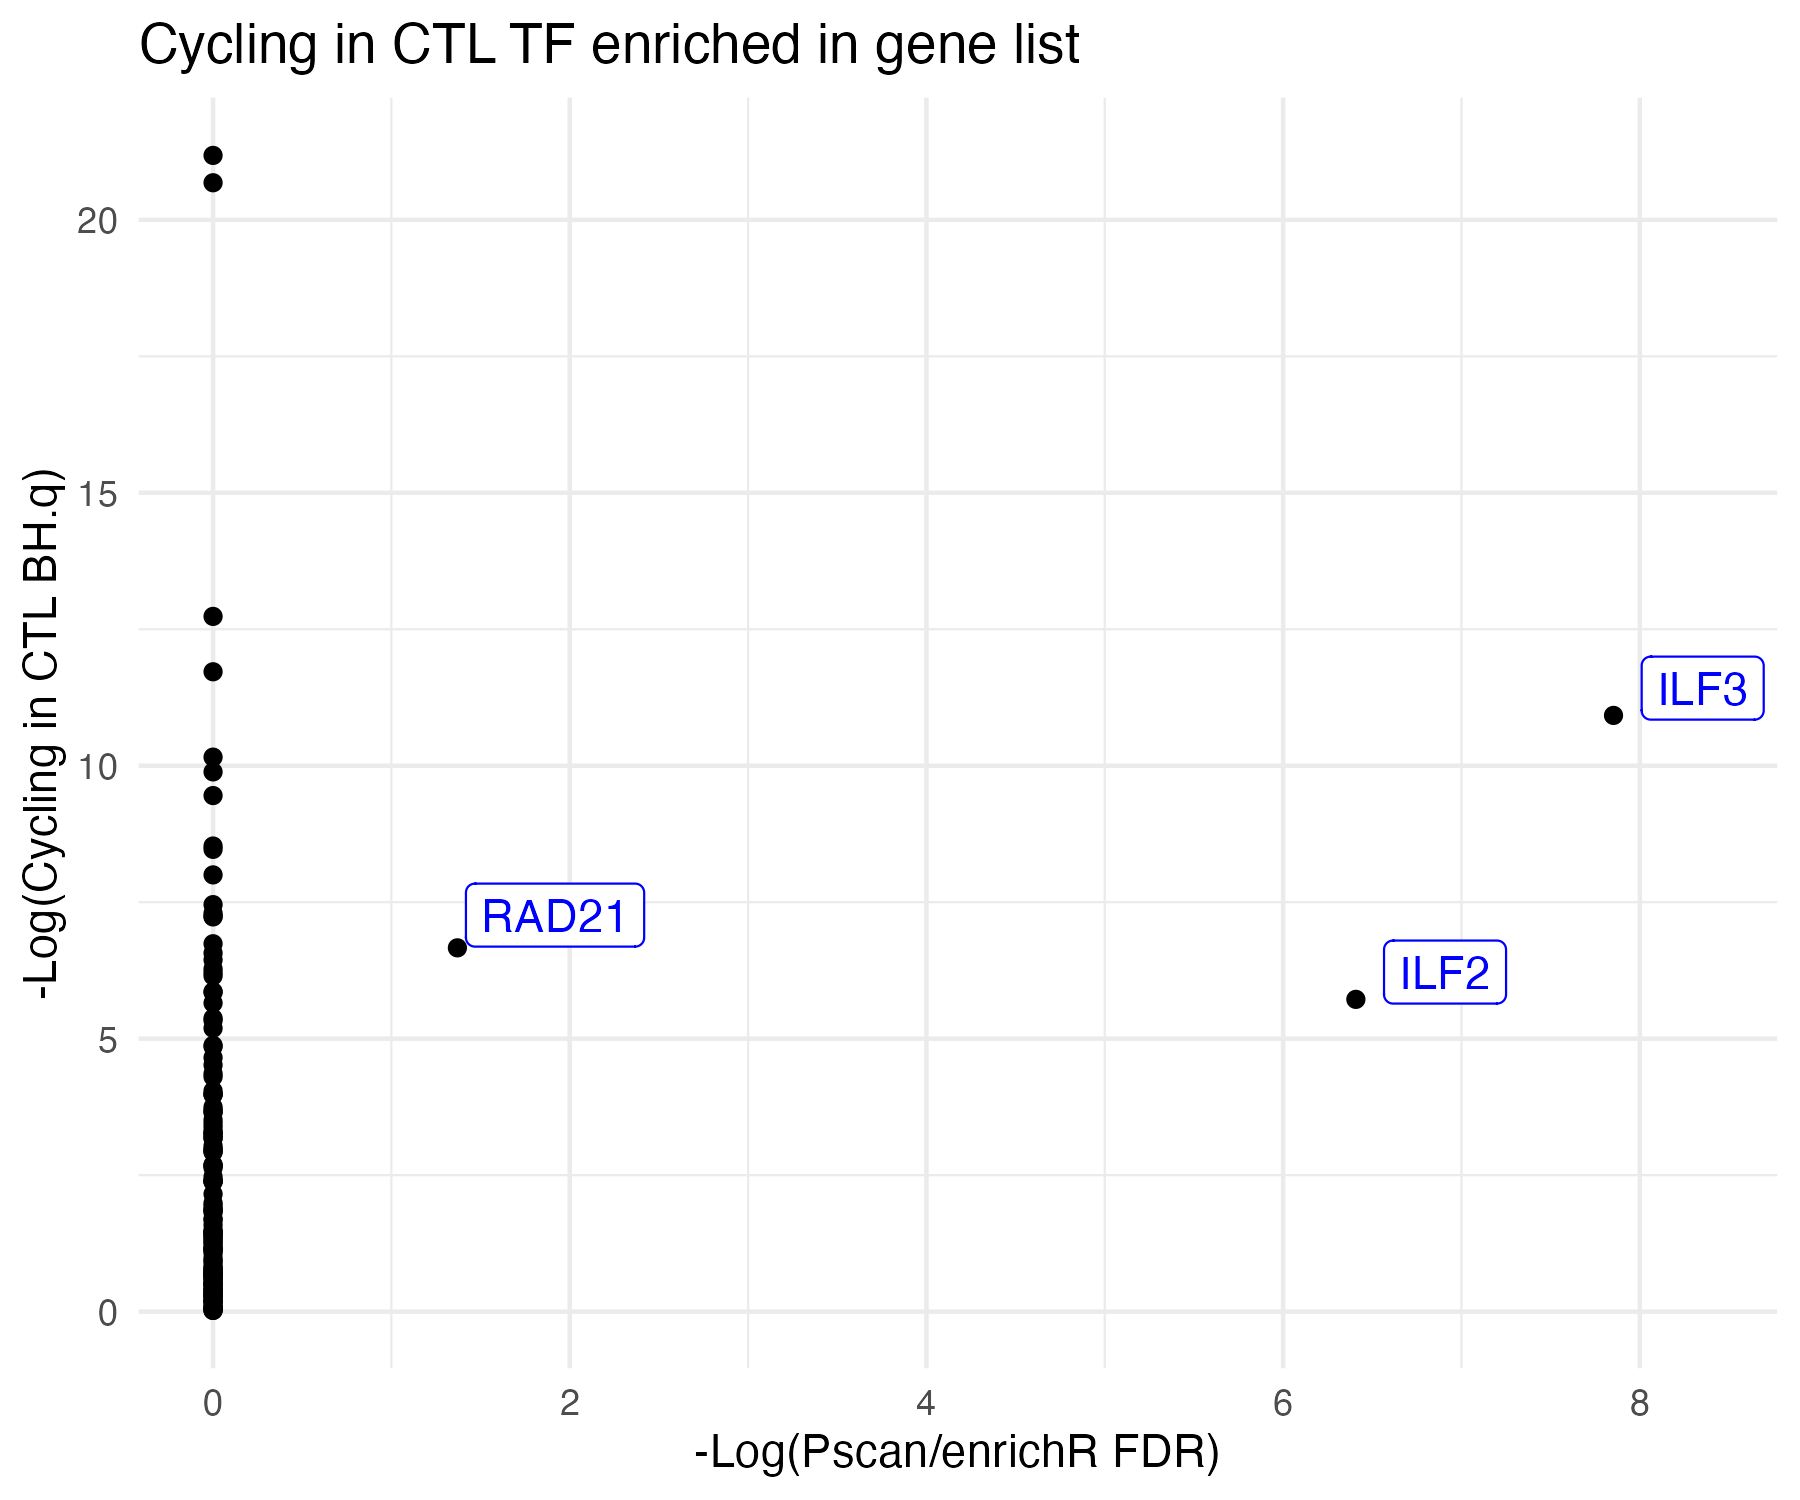 Cycling in CTL TF enriched in gene list
-Log(Cycling in CTL BH.q)
20
15
10
5
0
ILF3
RAD21
ILF2
0 2 4 6 8
-Log(Pscan/enrichR FDR)